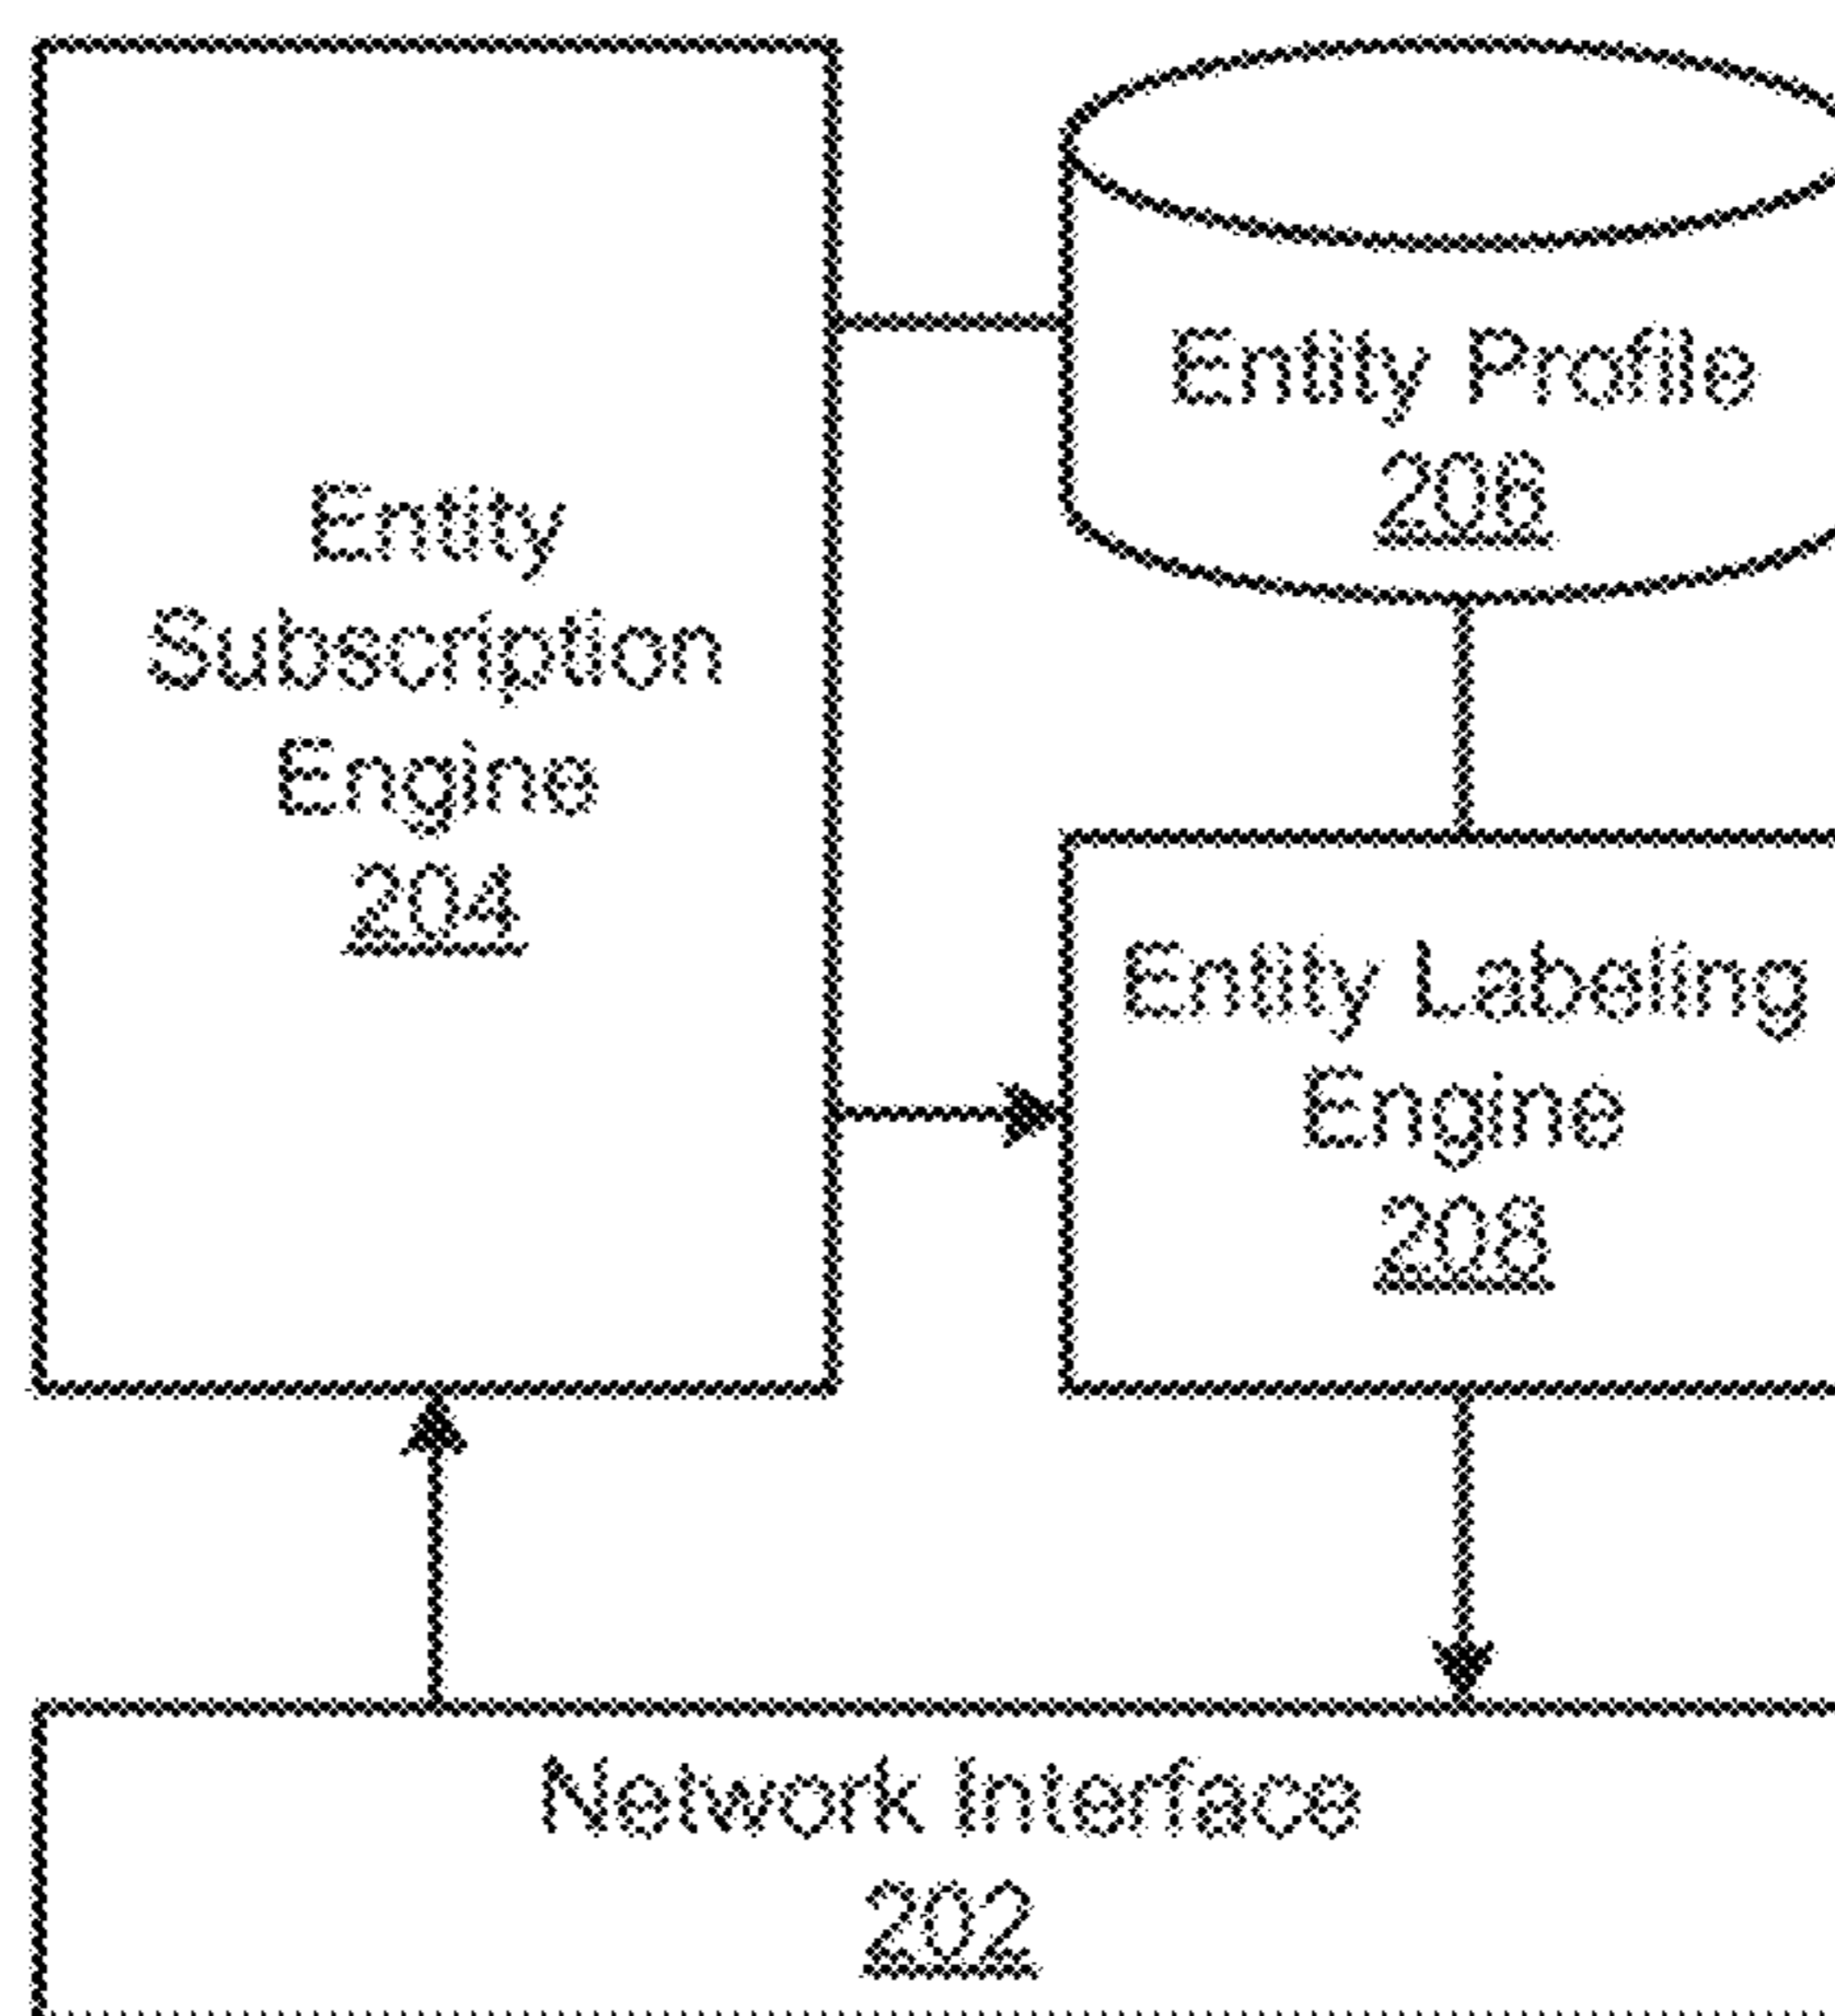 Entity
Subscription
Engine
204
Entity Profile
206
Entity Labeling
Engine
208
Network Interface
202